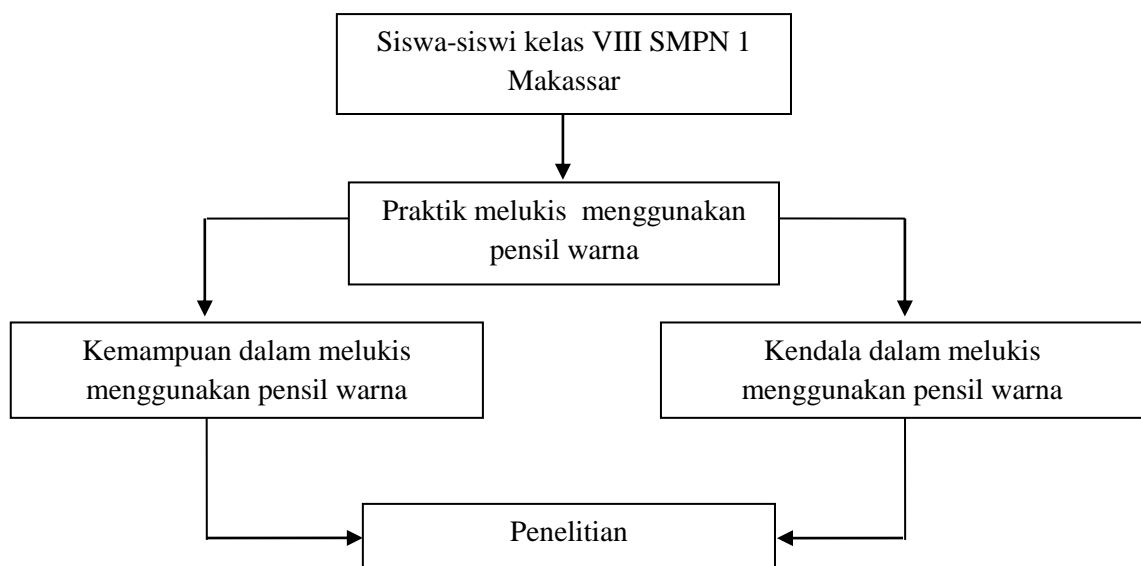 Siswa-siswi kelas VIII SMPN 1
Makassar
Praktik melukis menggunakan
pensil warna
Kemampuan dalam melukis
menggunakan pensil warna
Kendala dalam melukis
menggunakan pensil warna
Penelitian